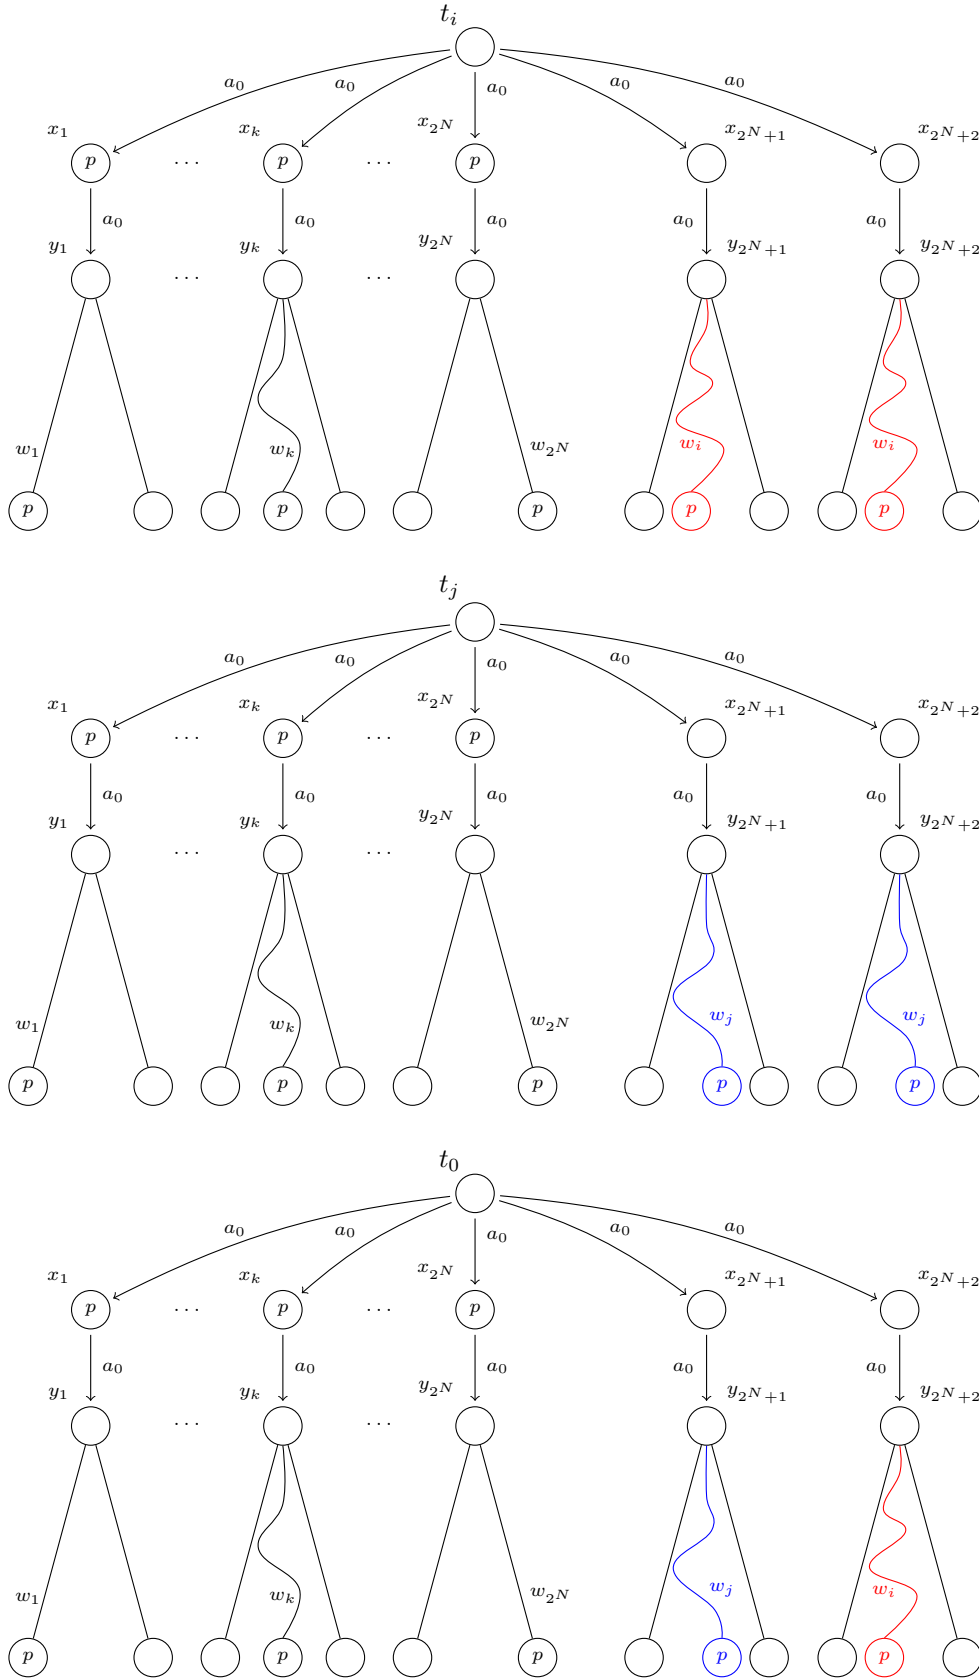 t_i
a_0 a_0 a_0 a_0 a_0
x_1 x_k x_{2^N} x_{2^N+1} x_{2^N+2}
p ... p ... p
a_0 a_0 a_0 a_0 a_0
y_1 y_k y_{2^N} y_{2^N+1} y_{2^N+2}
... ...
w_1 w_k w_{2^N} w_i w_i
p p p p p
t_j
a_0 a_0 a_0 a_0 a_0
x_1 x_k x_{2^N} x_{2^N+1} x_{2^N+2}
p ... p ... p
a_0 a_0 a_0 a_0 a_0
y_1 y_k y_{2^N} y_{2^N+1} y_{2^N+2}
... ...
w_1 w_k w_{2^N} w_j w_j
p p p p p
t_0
a_0 a_0 a_0 a_0 a_0
x_1 x_k x_{2^N} x_{2^N+1} x_{2^N+2}
p ... p ... p
a_0 a_0 a_0 a_0 a_0
y_1 y_k y_{2^N} y_{2^N+1} y_{2^N+2}
... ...
w_1 w_k w_{2^N} w_j w_i
p p p p p